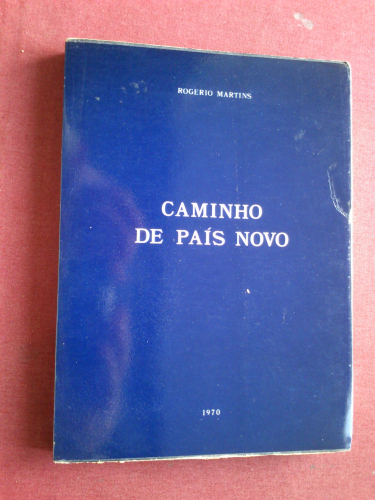 ROGERIO MARTINS
CAMINHO
DE PAÍS NOVO
1970